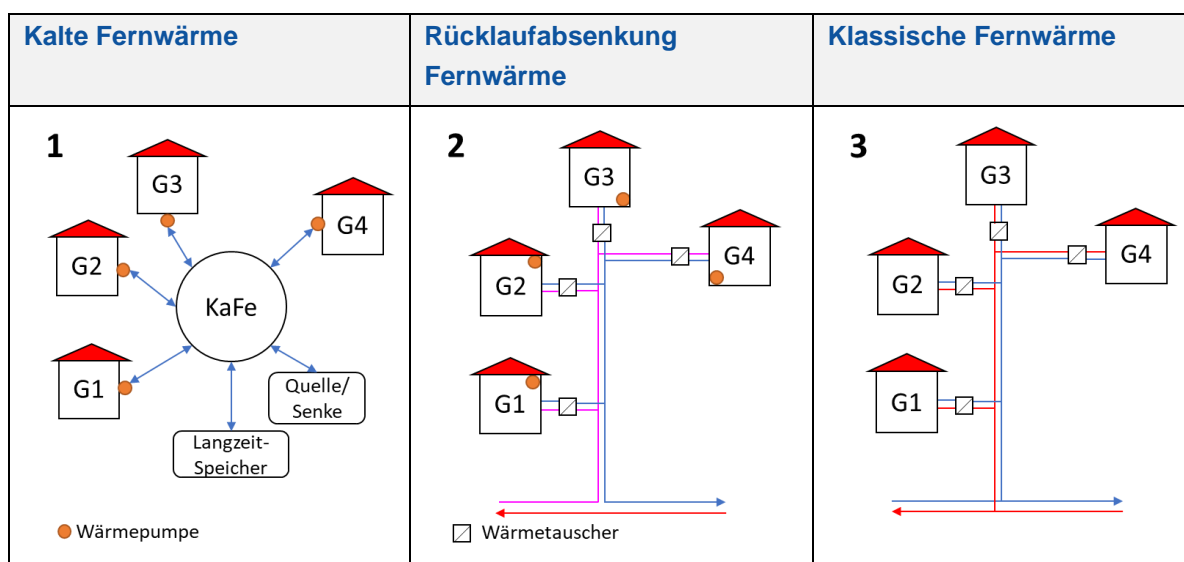 Kalte Fernwärme
Rücklaufabsenkung
Fernwärme
Klassische Fernwärme
1
G3
G4
G2
KaFe
G1
Quelle/
Senke
Langzeit-
Speicher
Wärmepumpe
2
G3
G4
G2
G1
Wärmetauscher
3
G3
G4
G2
G1